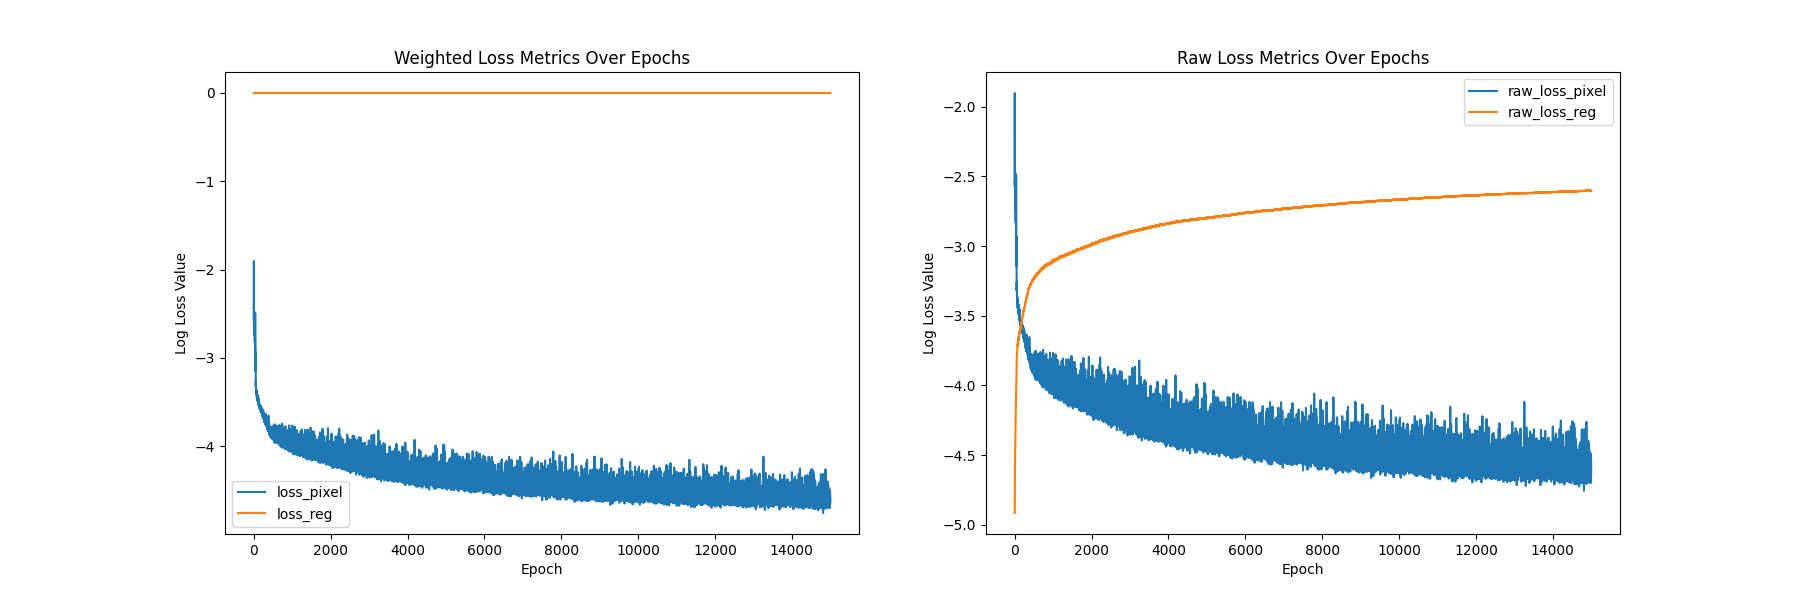 Weighted Loss Metrics Over Epochs
Log Loss Value
0
−1
−2
−3
−4
loss_pixel
loss_reg
0 2000 4000 6000 8000 10000 12000 14000
Epoch
Raw Loss Metrics Over Epochs
Log Loss Value
−2.0
−2.5
−3.0
−3.5
−4.0
−4.5
−5.0
raw_loss_pixel
raw_loss_reg
0 2000 4000 6000 8000 10000 12000 14000
Epoch